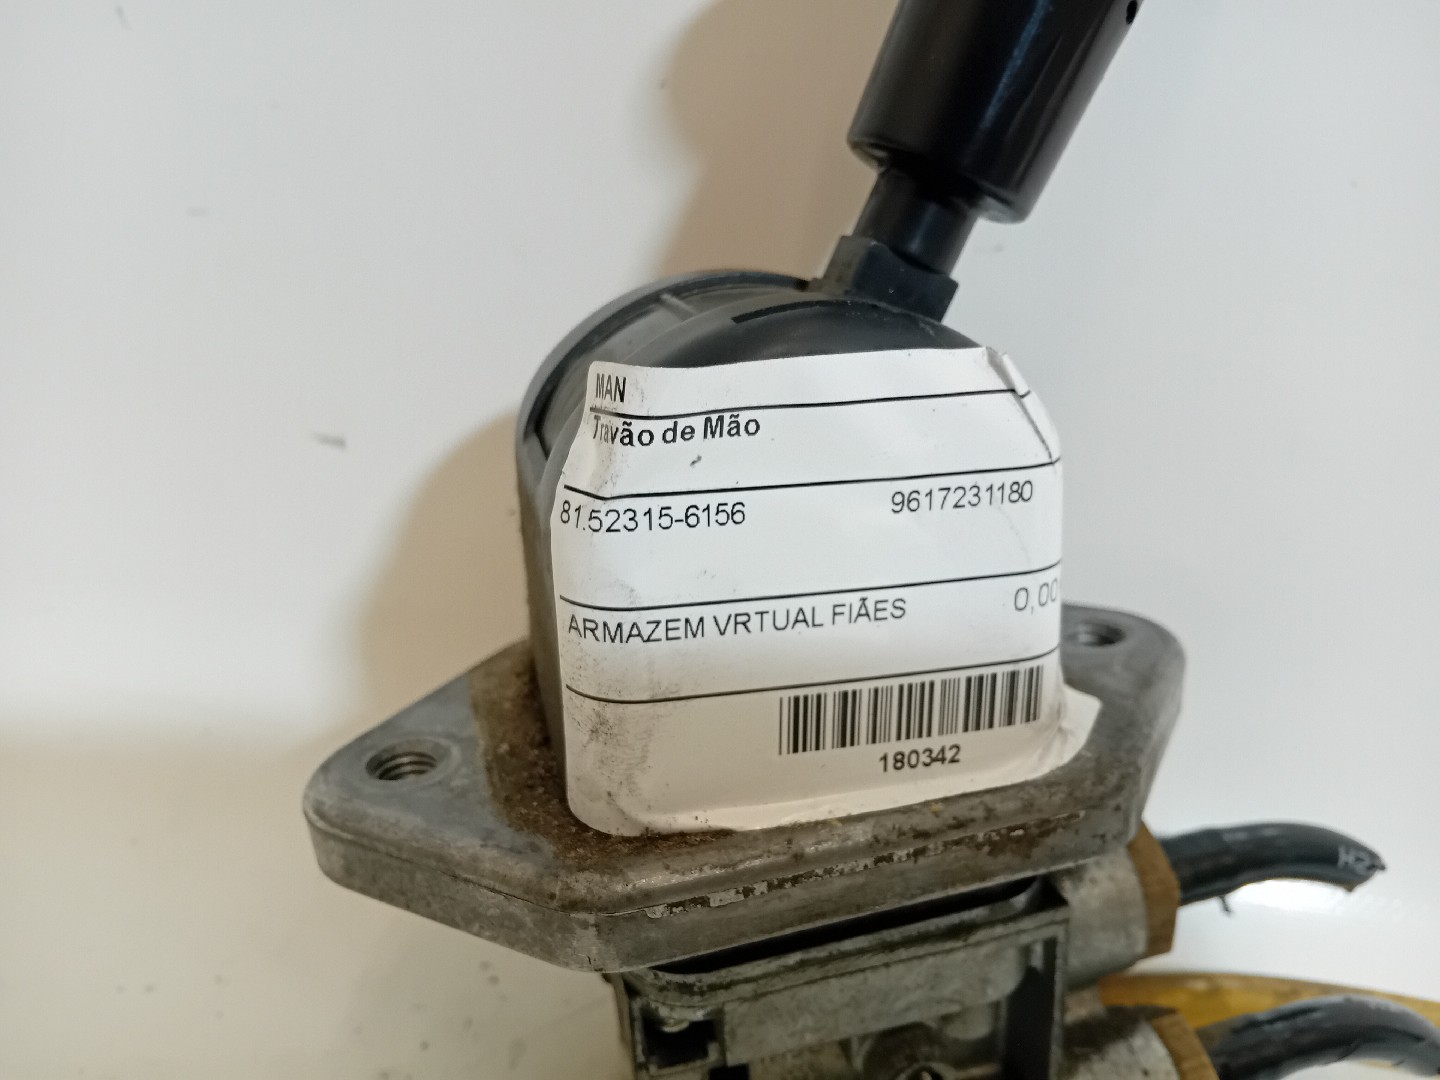 MAN
Travão de Mão
81.52315-6156 9617231180
ARMAZEM VRTUAL FIÃES 0,00
180342